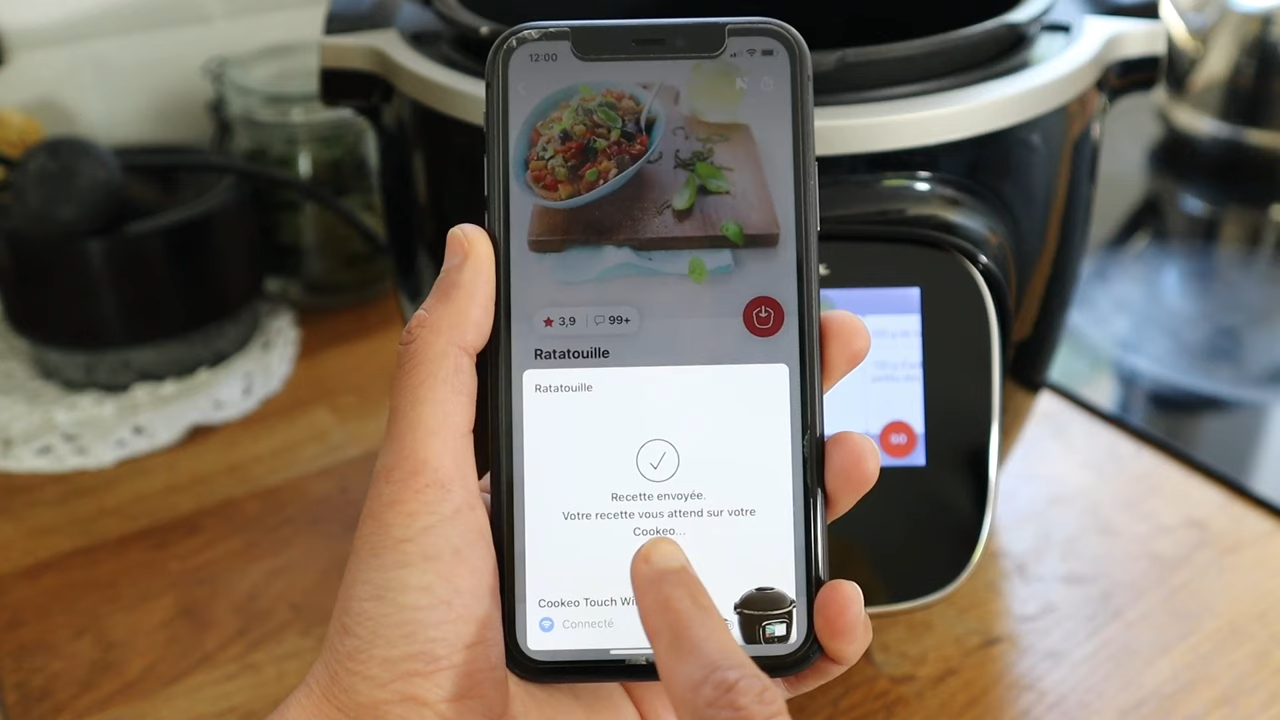 12:00
3,9
99+
Ratatouille
Ratatouille
Recette envoyée.
Votre recette vous attend sur votre
Cookeo...
Cookeo Touch
Connecté